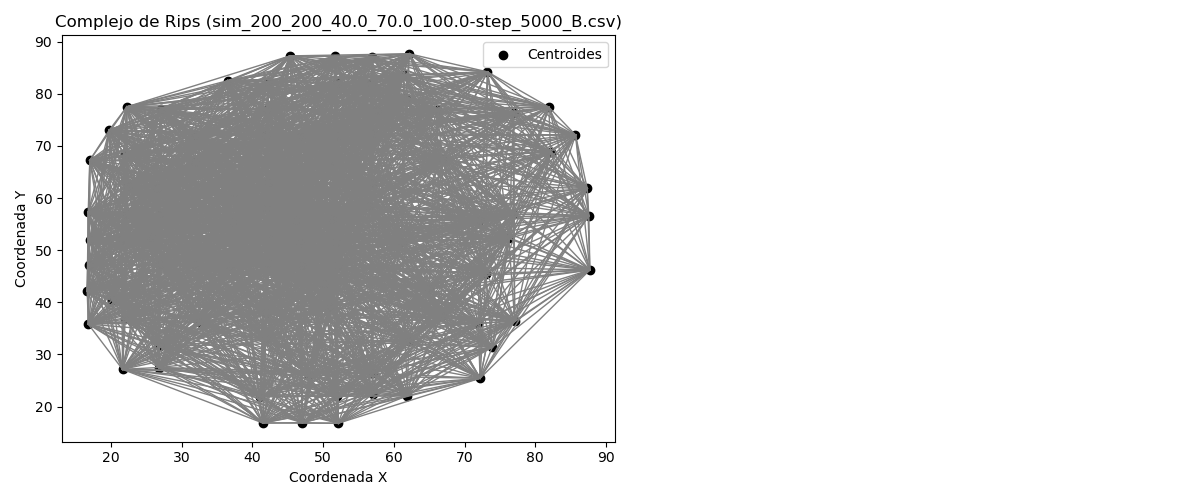 Complejo de Rips (sim_200_200_40.0_70.0_100.0-step_5000_B.csv)
Centroides
90
80
70
60
50
40
30
20
Coordenada Y
20 30 40 50 60 70 80 90
Coordenada X